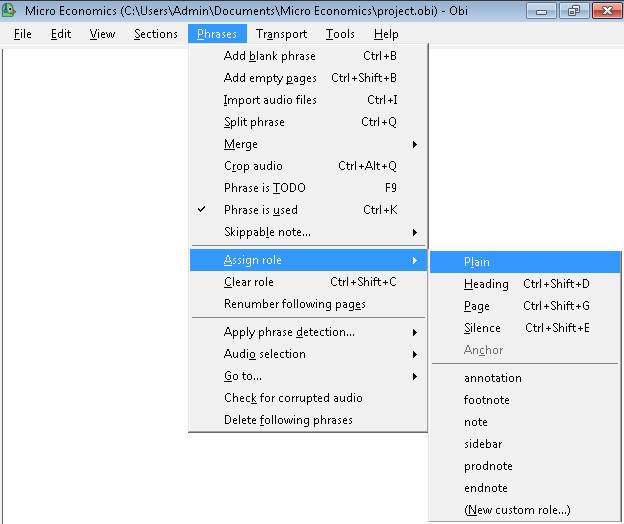 Micro Economics (C:\Users\Admin\Documents\Micro Economics\project.obi) - Obi
File Edit View Sections Phrases Transport Tools Help
Add blank phrase Ctrl+B
Add empty pages Ctrl+Shift+B
Import audio files Ctrl+I
Split phrase Ctrl+Q
Merge
Crop audio Ctrl+Alt+Q
Phrase is TODO F9
Phrase is used Ctrl+K
Skippable note...
Assign role
Clear role Ctrl+Shift+C
Renumber following pages
Apply phrase detection...
Audio selection
Go to...
Check for corrupted audio
Delete following phrases
Plain
Heading Ctrl+Shift+D
Page Ctrl+Shift+G
Silence Ctrl+Shift+E
Anchor
annotation
footnote
note
sidebar
prodnote
endnote
(New custom role...)